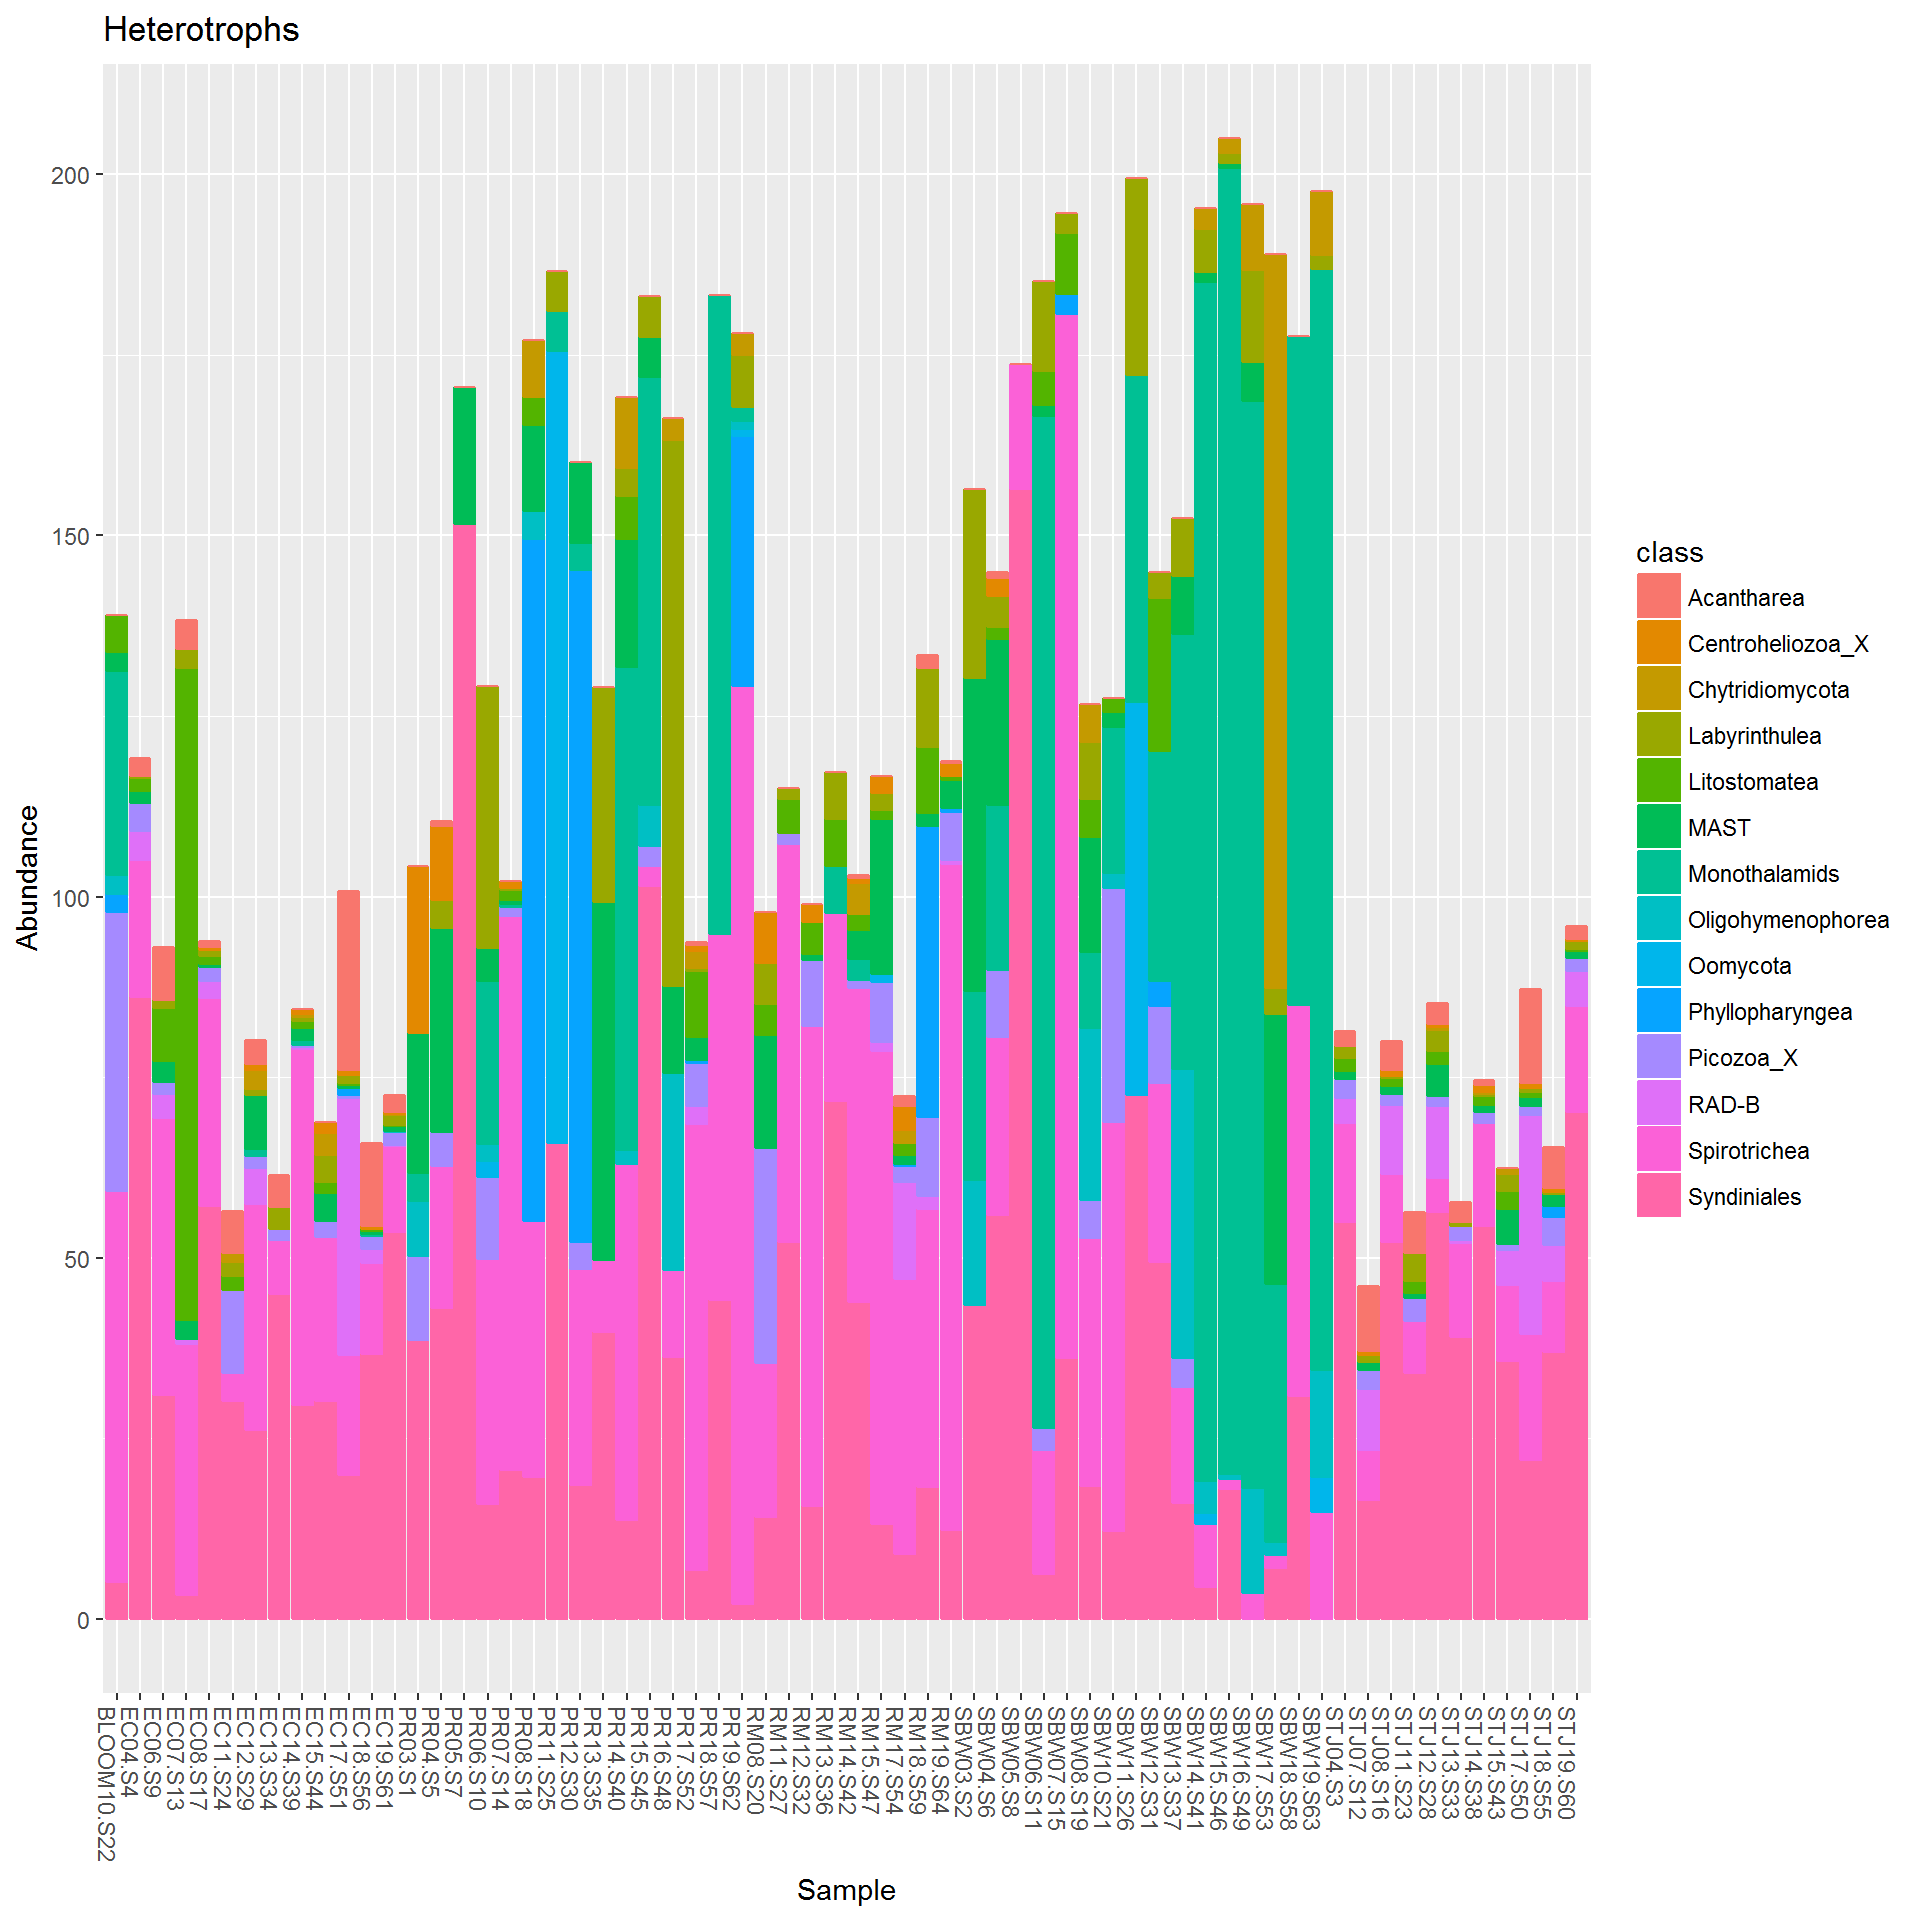 Heterotrophs
200
150
100
50
0
Abundance
BLOOM10.S22
EC04.S4
EC06.S9
EC07.S13
EC08.S17
EC11.S24
EC12.S29
EC13.S34
EC14.S39
EC15.S44
EC17.S51
EC18.S56
EC19.S61
PR03.S1
PR04.S5
PR05.S7
PR06.S10
PR07.S14
PR08.S18
PR11.S25
PR12.S30
PR13.S35
PR14.S40
PR15.S45
PR16.S48
PR17.S52
PR18.S57
PR19.S62
RM08.S20
RM11.S27
RM12.S32
RM13.S36
RM14.S42
RM15.S47
RM17.S54
RM18.S59
RM19.S64
SBW03.S2
SBW04.S6
SBW05.S8
SBW06.S11
SBW07.S15
SBW08.S19
SBW10.S21
SBW11.S26
SBW12.S31
SBW13.S37
SBW14.S41
SBW15.S46
SBW16.S49
SBW17.S53
SBW18.S58
SBW19.S63
STJ04.S3
STJ07.S12
STJ08.S16
STJ11.S23
STJ12.S28
STJ13.S33
STJ14.S38
STJ15.S43
STJ17.S50
STJ18.S55
STJ19.S60
Sample
class
Acantharea
Centroheliozoa_X
Chytridiomycota
Labyrinthulea
Litostomatea
MAST
Monothalamids
Oligohymenophorea
Oomycota
Phyllopharyngea
Picozoa_X
RAD-B
Spirotrichea
Syndiniales